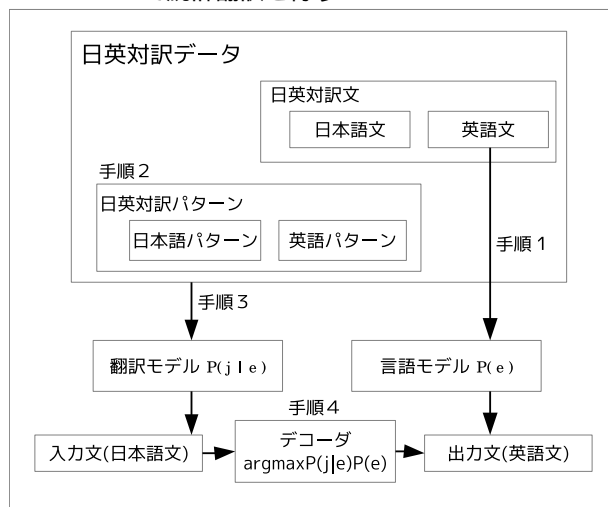 日英対訳データ
日英対訳文
日本語文
英語文
手順２
日英対訳パターン
日本語パターン
英語パターン
手順１
手順３
翻訳モデル P(j|e)
言語モデル P(e)
手順４
入力文(日本語文)
デコーダ
argmaxP(j|e)P(e)
出力文(英語文)